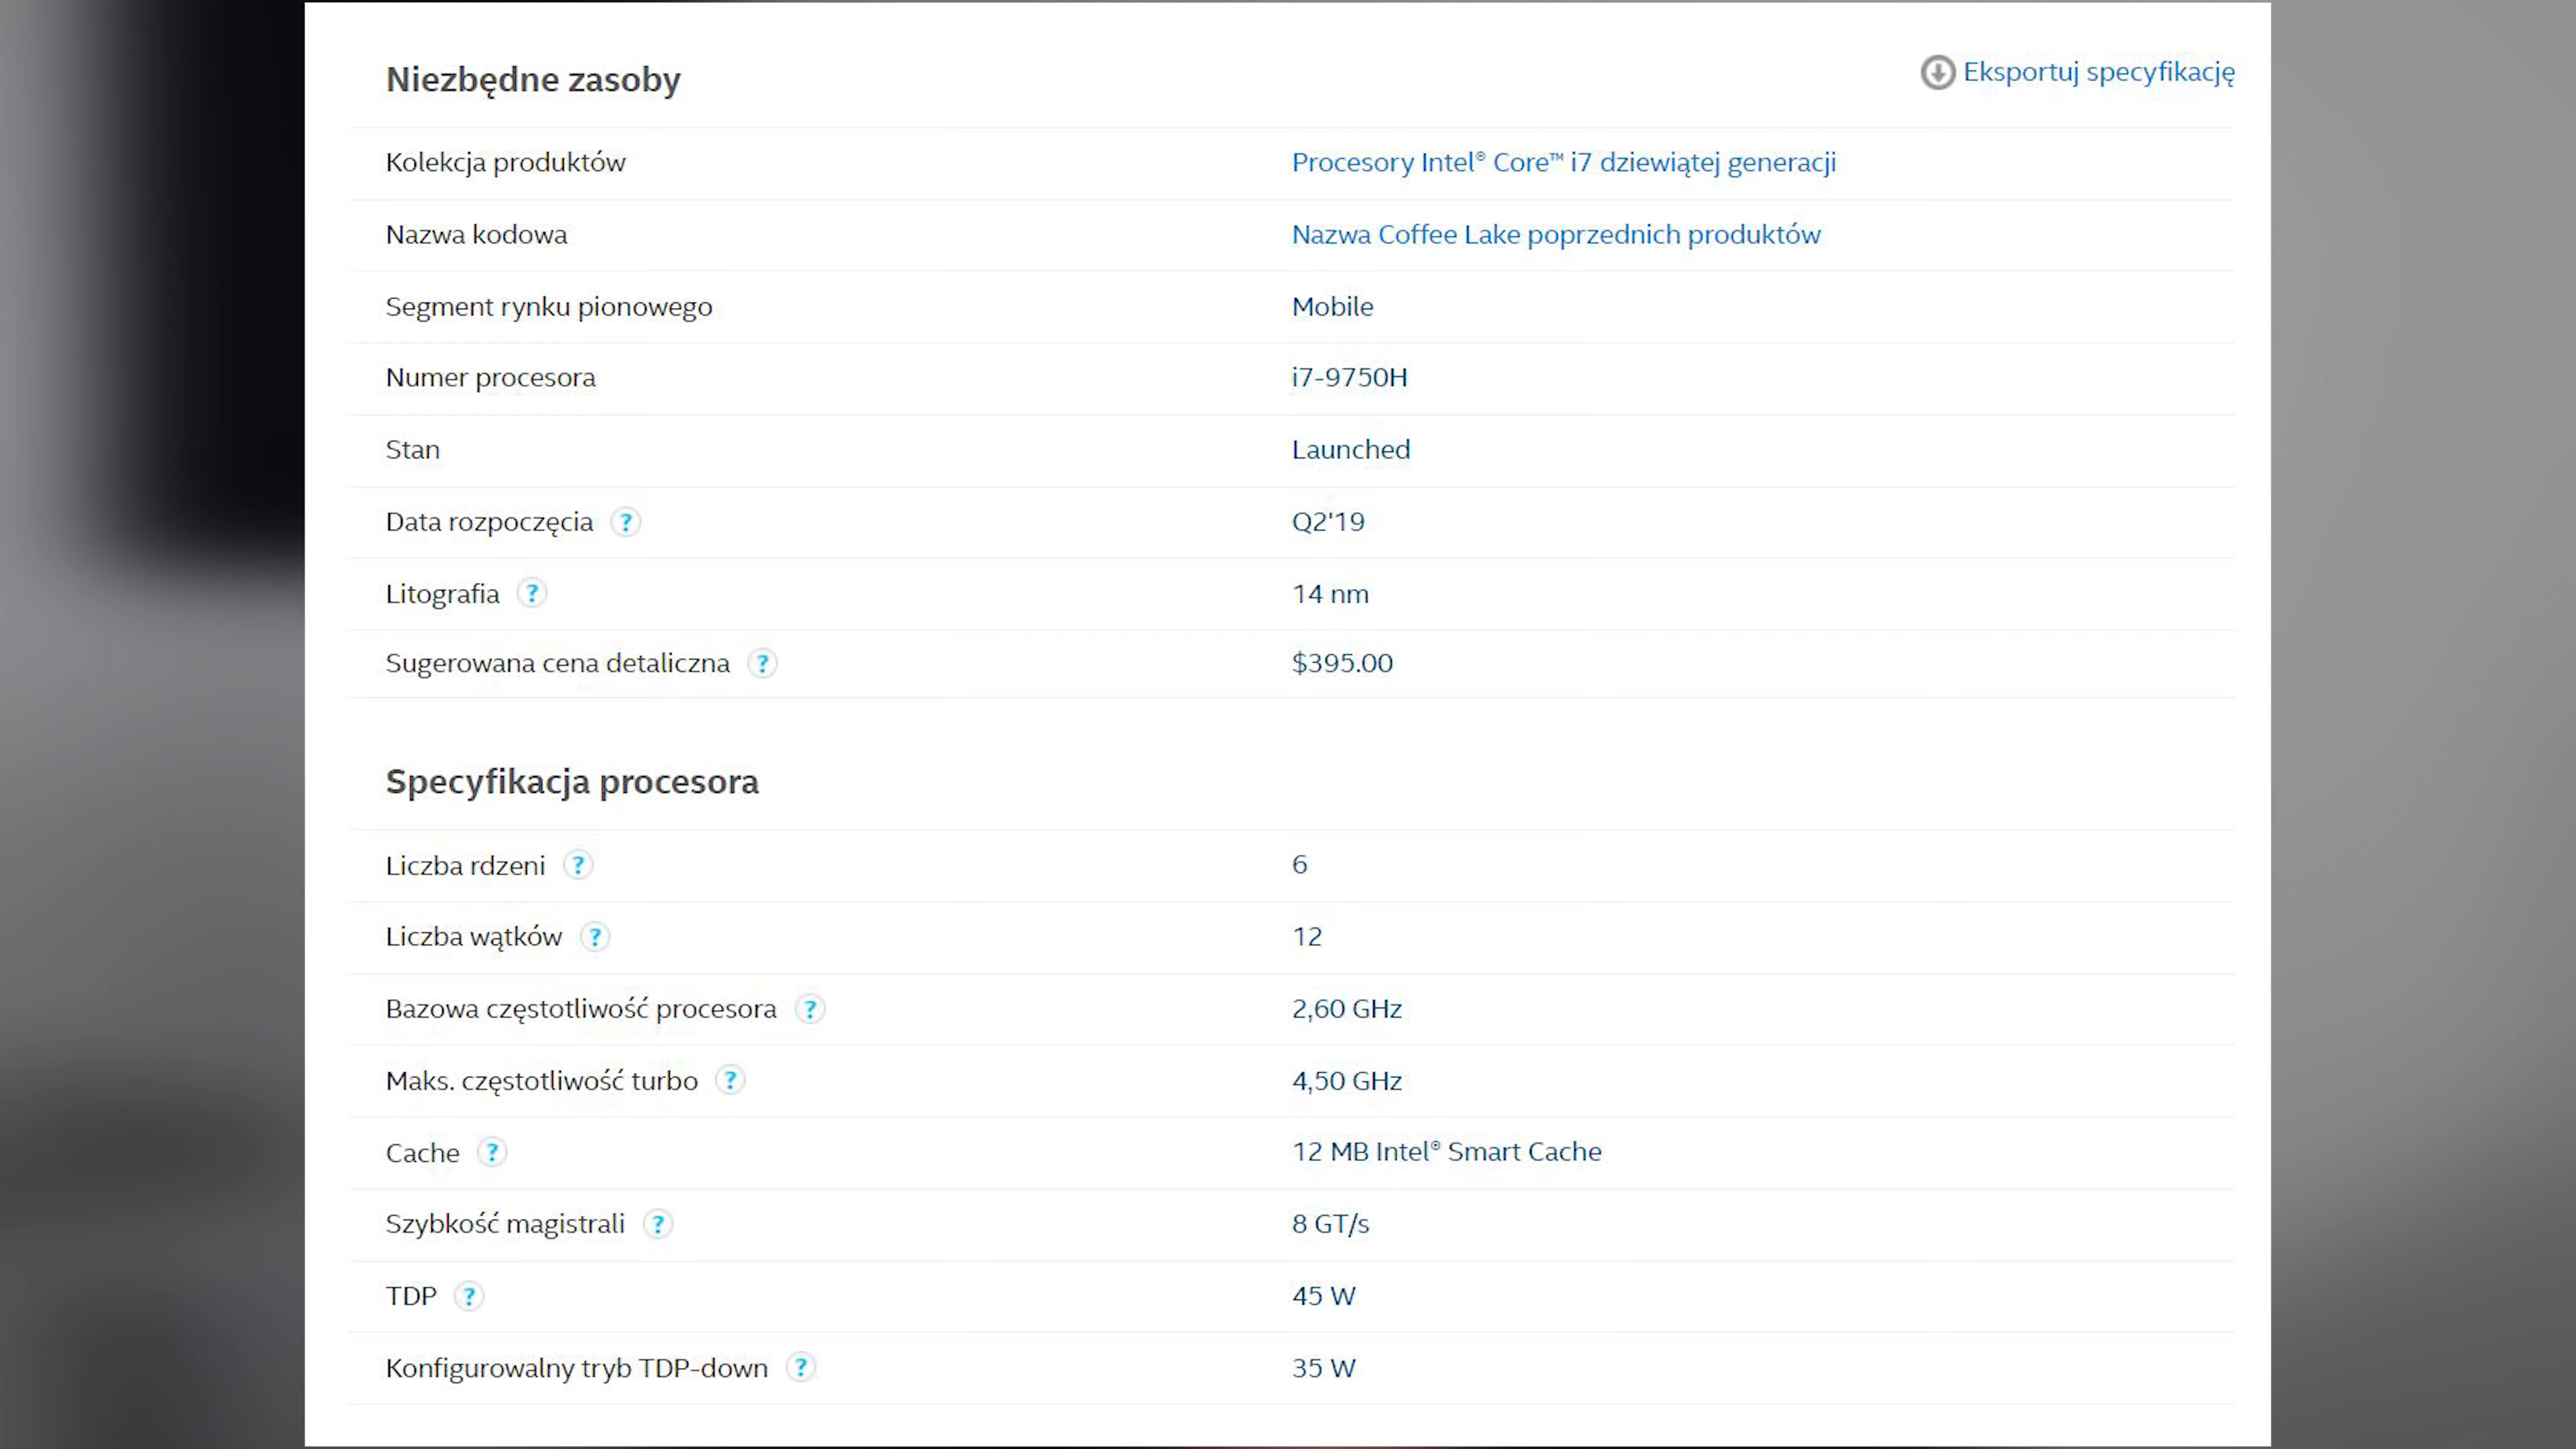 Niezbędne zasoby
Eksportuj specyfikację
Kolekcja produktów Procesory Intel® Core™ i7 dziewiątej generacji
Nazwa kodowa Nazwa Coffee Lake poprzednich produktów
Segment rynku pionowego Mobile
Numer procesora i7-9750H
Stan Launched
Data rozpoczęcia ? Q2'19
Litografia ? 14 nm
Sugerowana cena detaliczna ? $395.00
Specyfikacja procesora
Liczba rdzeni ? 6
Liczba wątków ? 12
Bazowa częstotliwość procesora ? 2,60 GHz
Maks. częstotliwość turbo ? 4,50 GHz
Cache ? 12 MB Intel® Smart Cache
Szybkość magistrali ? 8 GT/s
TDP ? 45 W
Konfigurowalny tryb TDP-down ? 35 W